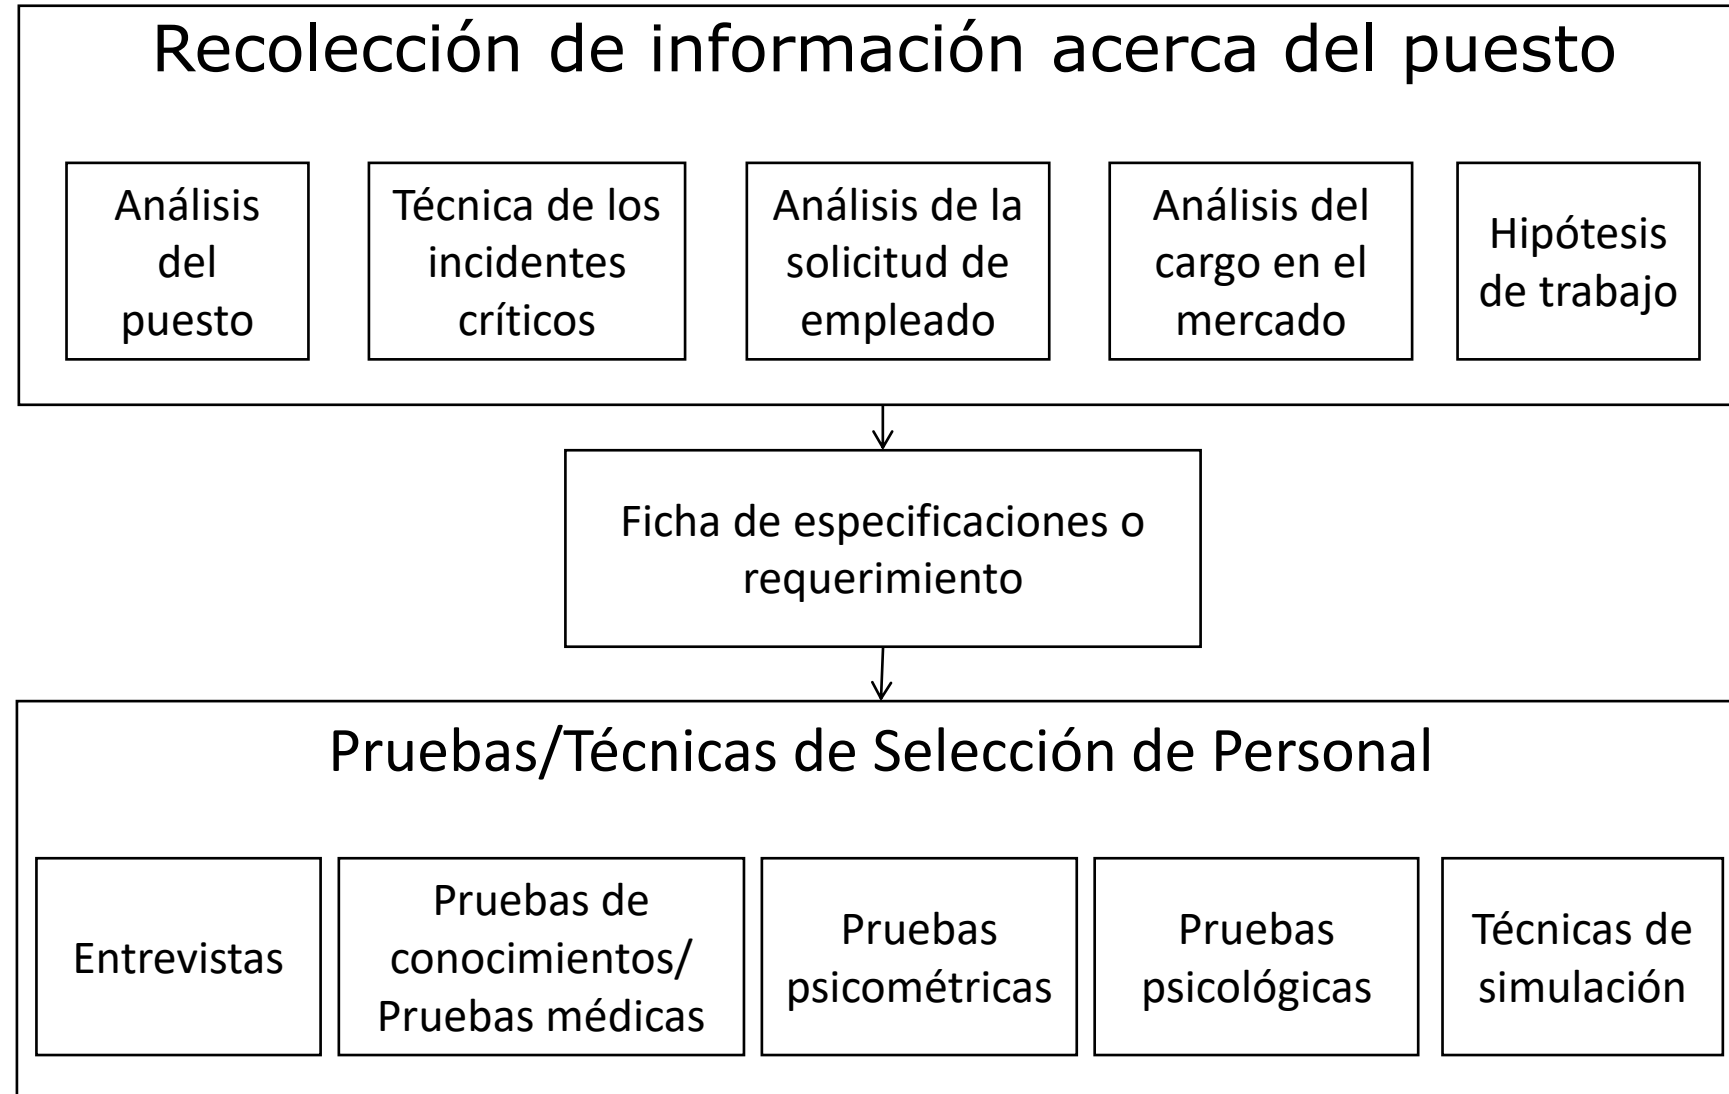 Recolección de información acerca del puesto
Análisis
del
puesto
Técnica de los
incidentes
críticos
Análisis de la
solicitud de
empleado
Análisis del
cargo en el
mercado
Hipótesis
de trabajo
Ficha de especificaciones o
requerimiento
Pruebas/Técnicas de Selección de Personal
Entrevistas
Pruebas de
conocimientos/
Pruebas médicas
Pruebas
psicométricas
Pruebas
psicológicas
Técnicas de
simulación